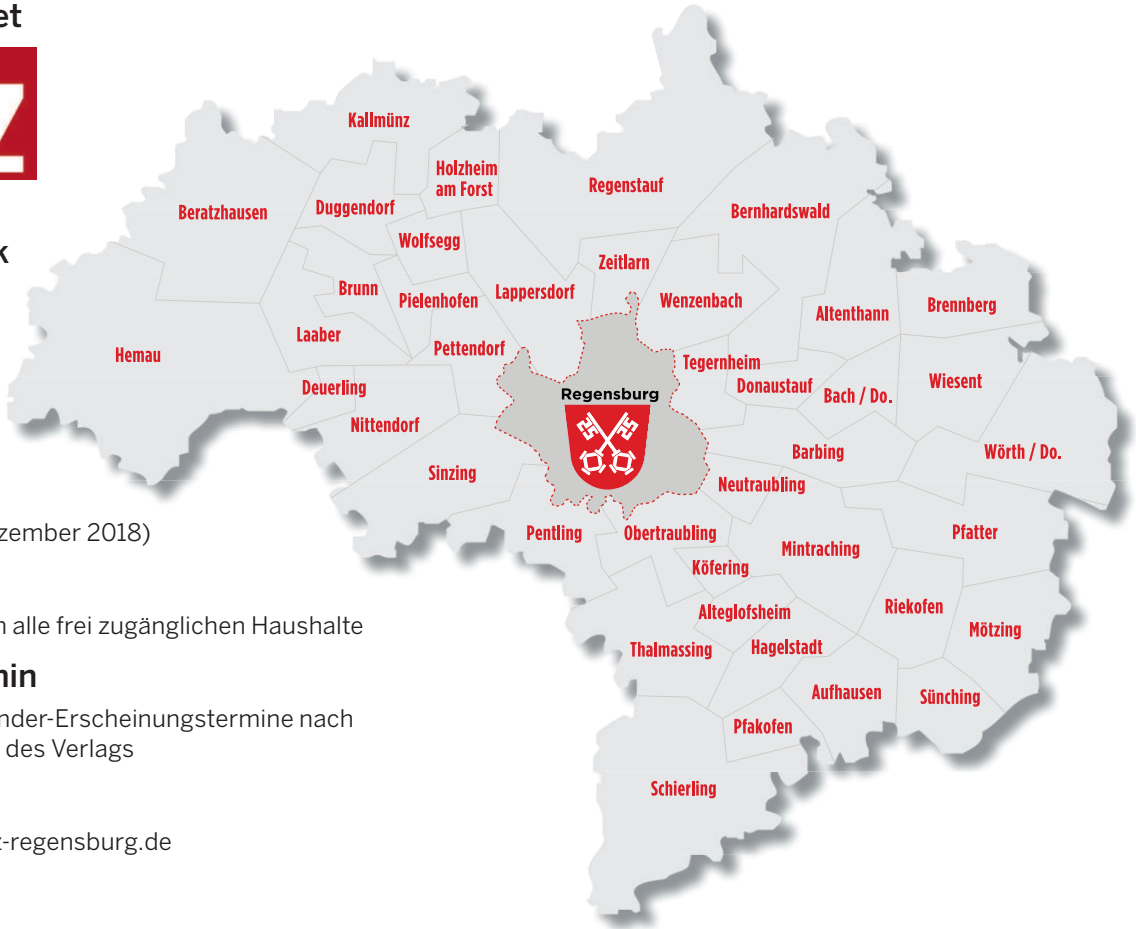 et
Z
k
zember 2018)
n alle frei zugänglichen Haushalte
min
nder-Erscheinungstermine nach
des Verlags
z-regensburg.de
Kallmünz
Holzheim
am Forst
Regenstauf
Beratzhausen
Duggendorf
Bernhardswald
Wolfsegg
Zeitlarn
Brunn
Pielenhofen
Lappersdorf
Wenzenbach
Altenthann
Brennberg
Laaber
Hemau
Pettendorf
Tegernheim
Deuerling
Donaustauf
Bach / Do.
Wiesent
Regensburg
Nittendorf
Sinzing
Barbing
Wörth / Do.
Neutraubling
Pentling
Obertraubling
Mintraching
Pfatter
Köfering
Alteglofsheim
Riekofen
Mötzing
Thalmassing
Hagelstadt
Aufhausen
Sünching
Pfakofen
Schierling